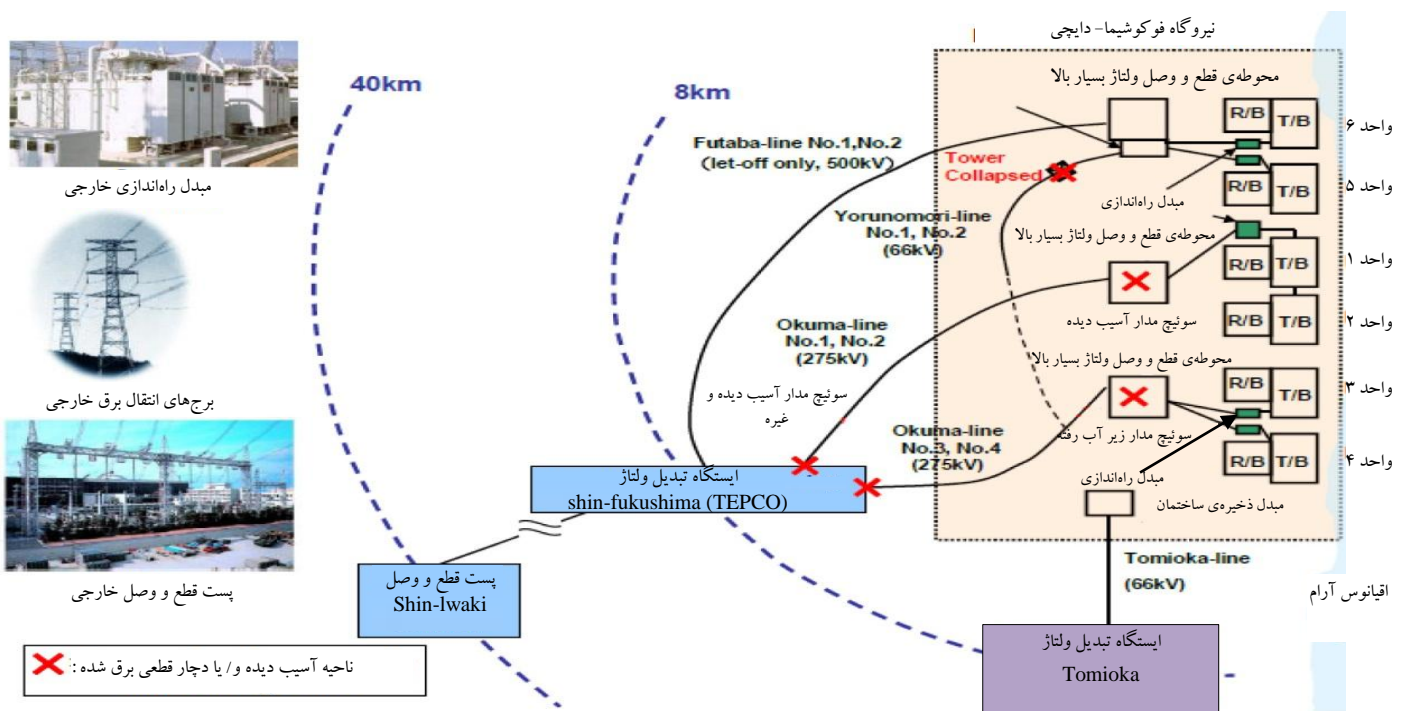 نیروگاه فوکوشیما- دایچی
40km
8km
محوطه‌ی قطع و وصل ولتاژ بسیار بالا
Futaba-line No.1,No.2
(let-off only, 500kV)
Tower
Collapsed
R/B
T/B
واحد ۶
R/B
T/B
واحد ۵
مبدل راه‌اندازی
مبدل راه‌اندازی خارجی
Yorunomori-line
No.1, No.2
(66kV)
محوطه‌ی قطع و وصل ولتاژ بسیار بالا
R/B
T/B
واحد ۱
R/B
T/B
واحد ۲
سوئیچ مدار آسیب دیده
Okuma-line
No.1, No.2
(275kV)
محوطه‌ی قطع و وصل ولتاژ بسیار بالا
سوئیچ مدار آسیب دیده و
غیره
برج‌های انتقال برق خارجی
R/B
T/B
واحد ۳
Okuma-line
No.3, No.4
(275kV)
سوئیچ مدار زیر آب رفته
R/B
T/B
واحد ۴
مبدل راه‌اندازی
مبدل ذخیره‌ی ساختمان
ایستگاه تبدیل ولتاژ
shin-fukushima (TEPCO)
Tomioka-line
(66kV)
پست قطع و وصل
Shin-lwaki
پست قطع و وصل خارجی
اقیانوس آرام
ایستگاه تبدیل ولتاژ
Tomioka
ناحیه آسیب دیده و/ یا دچار قطعی برق شده :